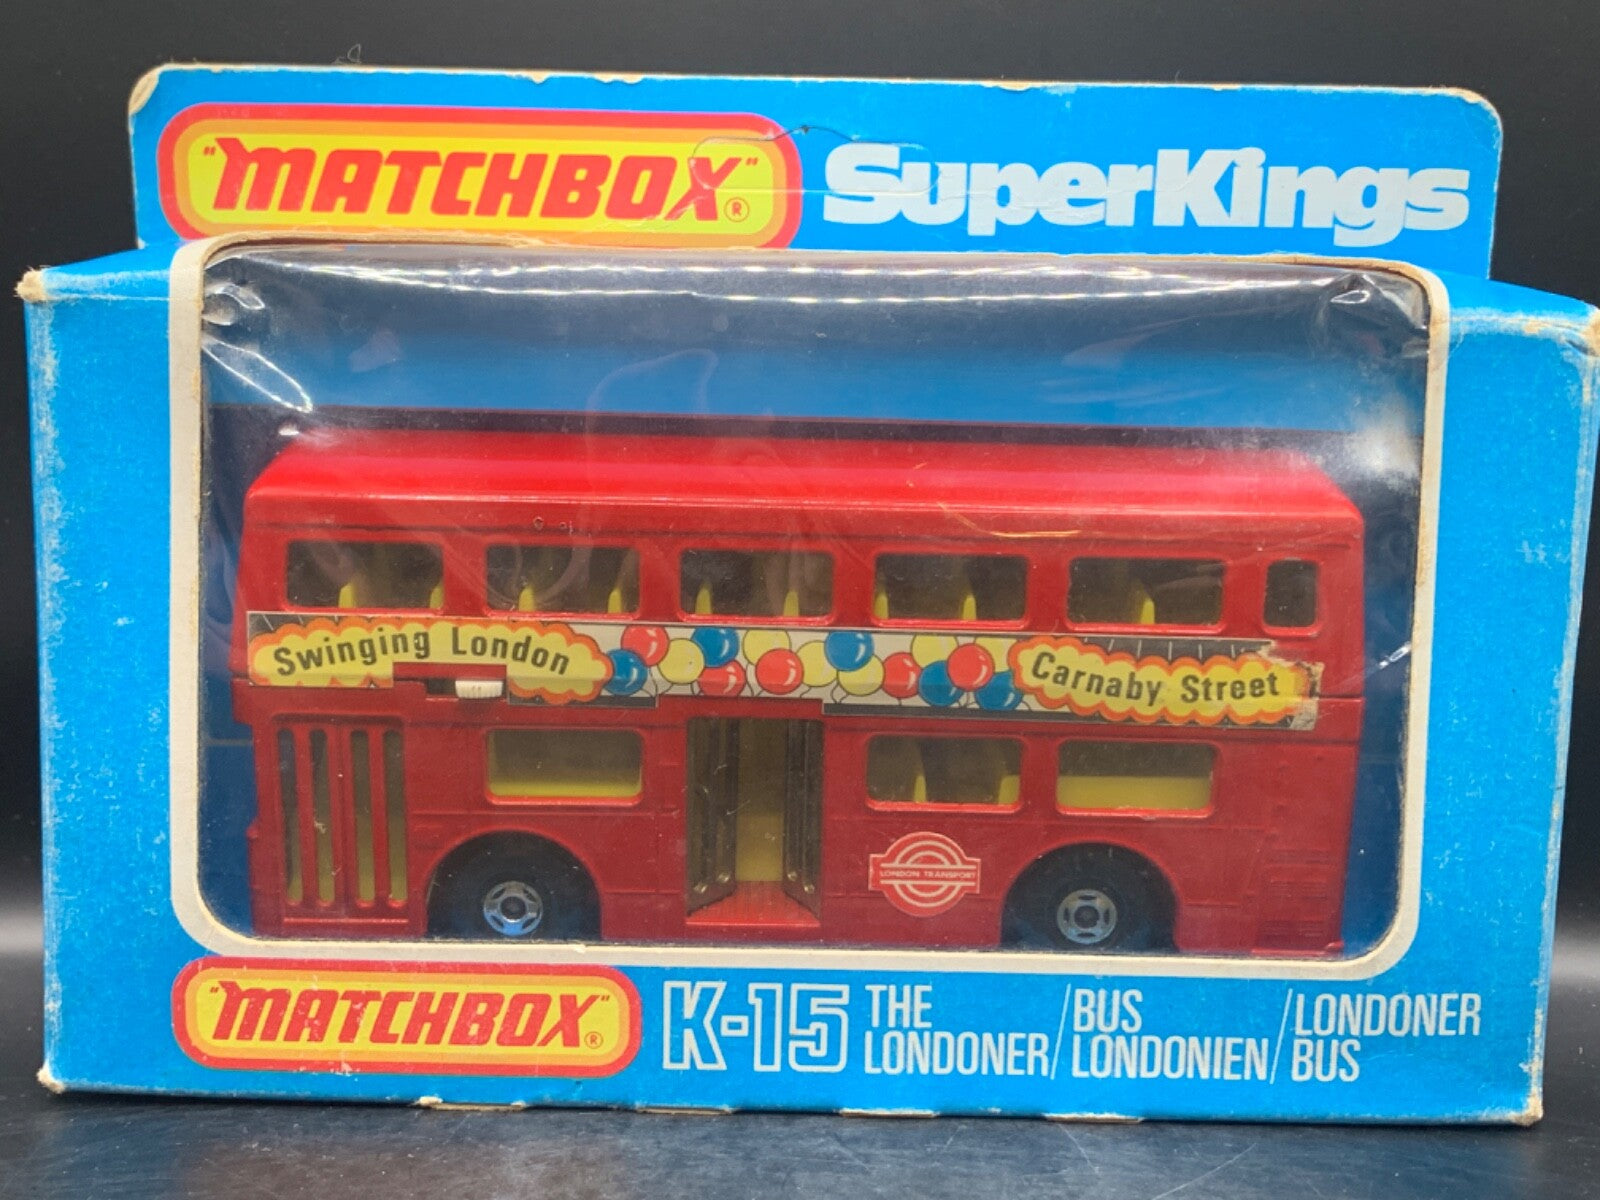 "MATCHBOX"®
SuperKings
Swinging London
Carnaby Street
LONDON TRANSPORT
"MATCHBOX"®
K-15 THE LONDONER/BUS LONDONIEN/LONDONER BUS